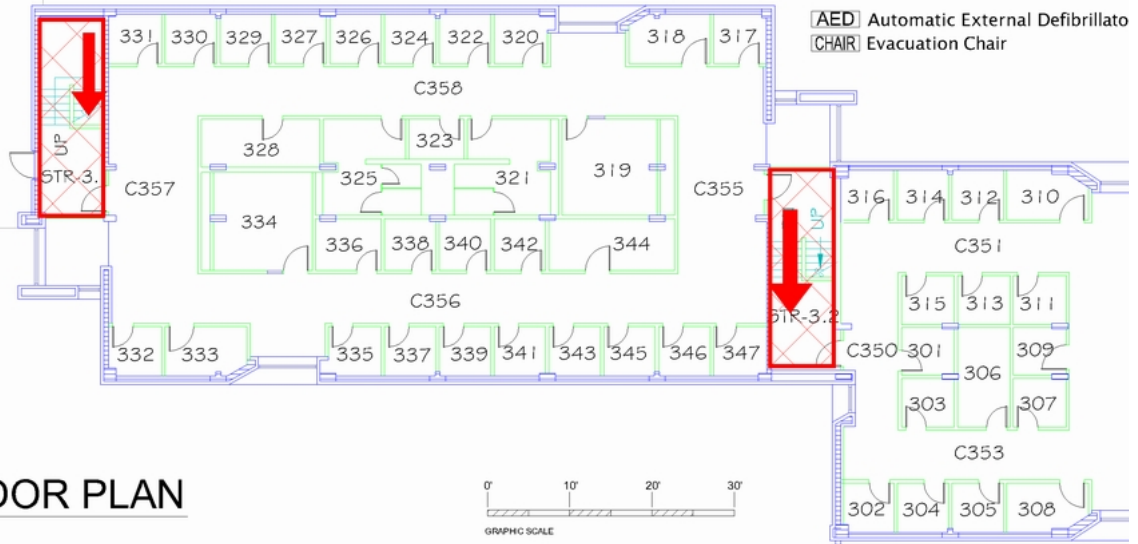 AED Automatic External Defibrillato
CHAIR Evacuation Chair
331 330 329 327 326 324 322 320 318 317
C358
323
328
325 321 319
UP
STR-3.
C357 C355
316 314 312 310
334
UP
336 338 340 342 344
C351
C356
315 313 311
STR-3.2
332 333 335 337 339 341 343 345 346 347
C350 301 309
306
303 307
C353
OOR PLAN
0' 10' 20' 30'
GRAPHIC SCALE
302 304 305 308